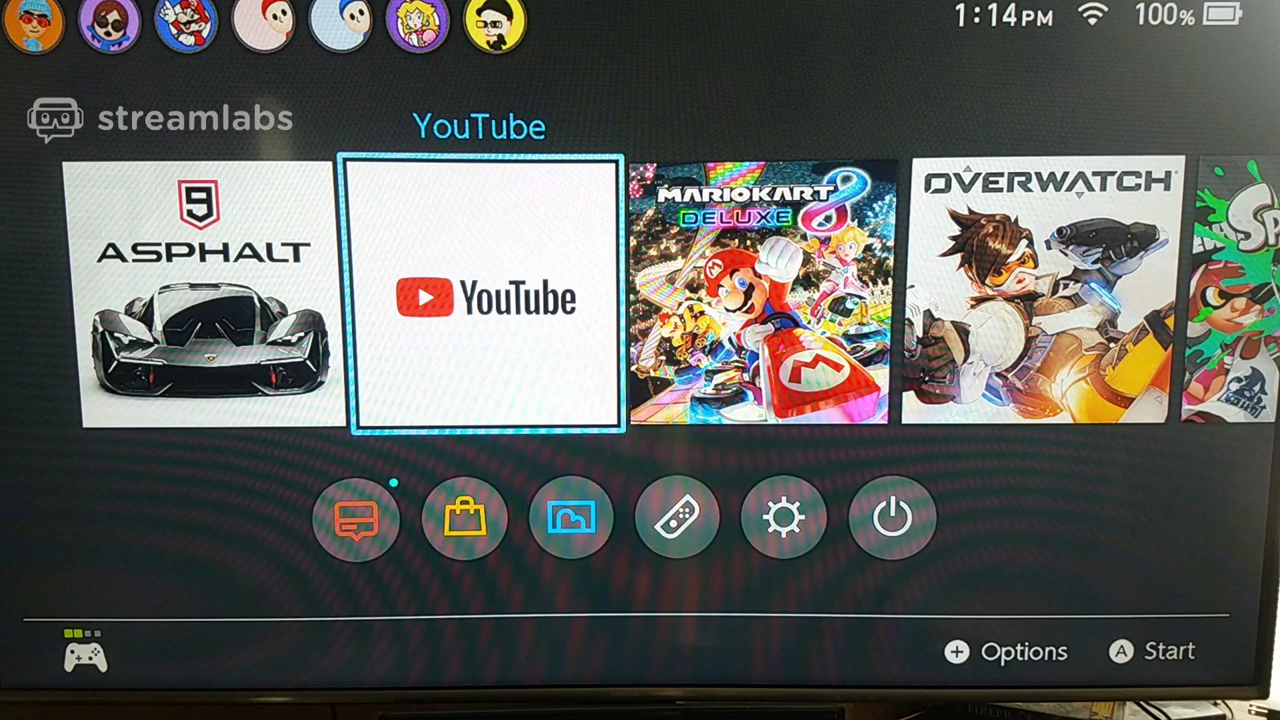 1:14 PM 100%
streamlabs
YouTube
9
ASPHALT
YouTube
MARIOKART 8
DELUXE
M
M
OVERWATCH
Options
A Start